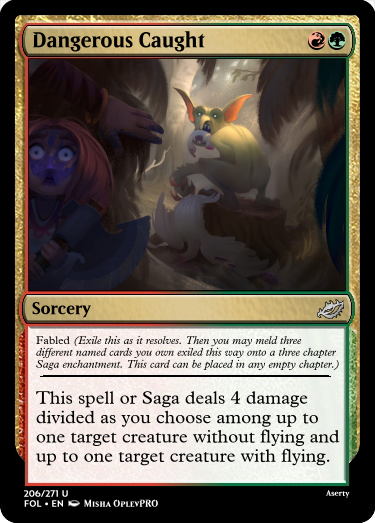 Dangerous Caught
Sorcery
Fabled (Exile this as it resolves. Then you may meld three
different named cards you own exiled this way onto a three chapter
Saga enchantment. This card can be placed in any empty chapter.)
This spell or Saga deals 4 damage
divided as you choose among up to
one target creature without flying and
up to one target creature with flying.
206/271 U
FOL • EN Misha OplevPRO
Aserty